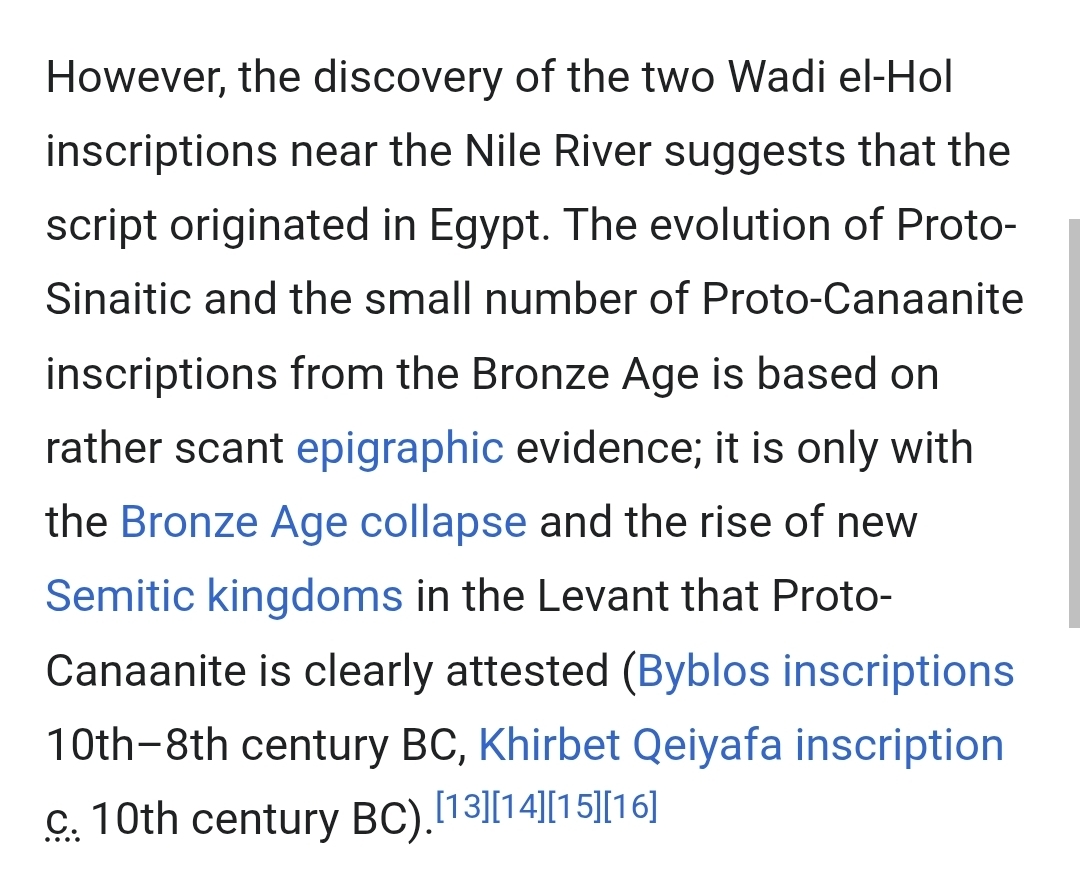 However, the discovery of the two Wadi el-Hol
inscriptions near the Nile River suggests that the
script originated in Egypt. The evolution of Proto-
Sinaitic and the small number of Proto-Canaanite
inscriptions from the Bronze Age is based on
rather scant epigraphic evidence; it is only with
the Bronze Age collapse and the rise of new
Semitic kingdoms in the Levant that Proto-
Canaanite is clearly attested (Byblos inscriptions
10th–8th century BC, Khirbet Qeiyafa inscription
c. 10th century BC).[13][14][15][16]